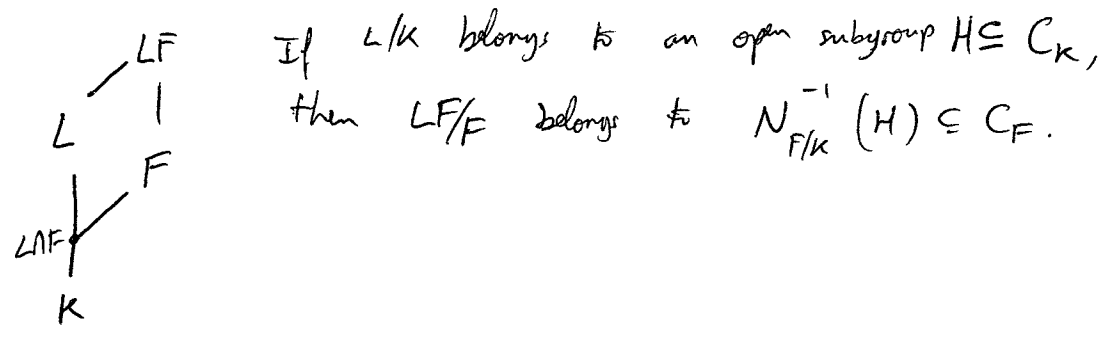 LF
If L/K belongs to an open subgroup H ⊆ C_K,
L
then LF/F belongs to N_{F/K}^{-1} (H) ⊆ C_F.
F
L∩F
K